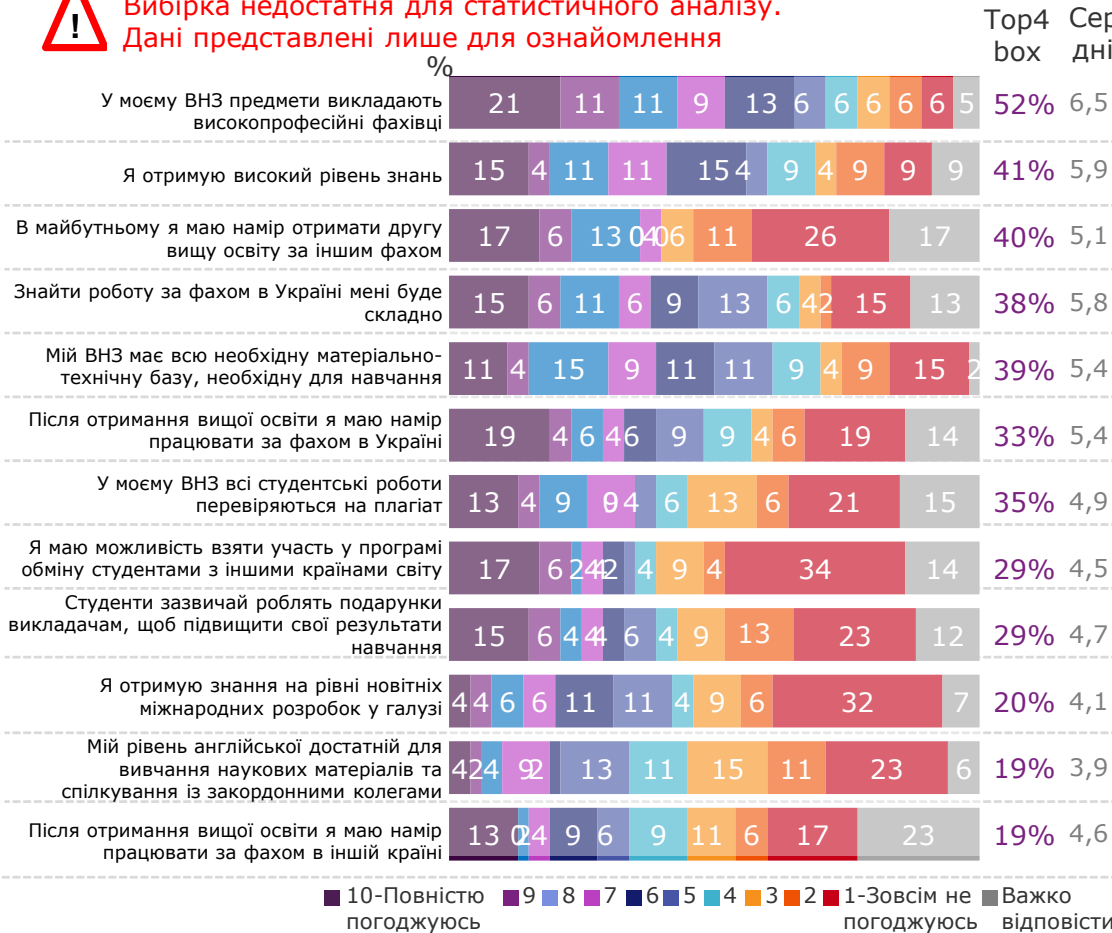 Вибірка недостатня для статистичного аналізу.
Дані представлені лише для ознайомлення
!
%
Top4 box
Сер дні
У моєму ВНЗ предмети викладають
високопрофесійні фахівці
21 11 11 9 13 6 6 6 6 6 5 52% 6,5
Я отримую високий рівень знань
15 4 11 11 15 4 9 4 9 9 9 41% 5,9
В майбутньому я маю намір отримати другу
вищу освіту за іншим фахом
17 6 13 0 4 0 6 11 26 17 40% 5,1
Знайти роботу за фахом в Україні мені буде
складно
15 6 11 6 9 13 6 4 2 15 13 38% 5,8
Мій ВНЗ має всю необхідну матеріально-
технічну базу, необхідну для навчання
11 4 15 9 11 11 9 4 9 15 2 39% 5,4
Після отримання вищої освіти я маю намір
працювати за фахом в Україні
19 4 6 4 6 9 9 4 6 19 14 33% 5,4
У моєму ВНЗ всі студентські роботи
перевіряються на плагіат
13 4 9 9 0 4 6 13 6 21 15 35% 4,9
Я маю можливість взяти участь у програмі
обміну студентами з іншими країнами світу
17 6 2 4 4 2 4 9 4 34 14 29% 4,5
Студенти зазвичай роблять подарунки
викладачам, щоб підвищити свої результати
навчання
15 6 4 4 4 6 4 9 13 23 12 29% 4,7
Я отримую знання на рівні новітніх
міжнародних розробок у галузі
4 4 6 6 11 11 4 9 6 32 7 20% 4,1
Мій рівень англійської достатній для
вивчання наукових матеріалів та
спілкування із закордонними колегами
4 2 4 9 2 13 11 15 11 23 6 19% 3,9
Після отримання вищої освіти я маю намір
працювати за фахом в іншій країні
13 0 2 4 9 6 9 11 6 17 23 19% 4,6
10-Повністю погоджуюсь 9 8 7 6 5 4 3 2 1-Зовсім не погоджуюсь Важко відповісти